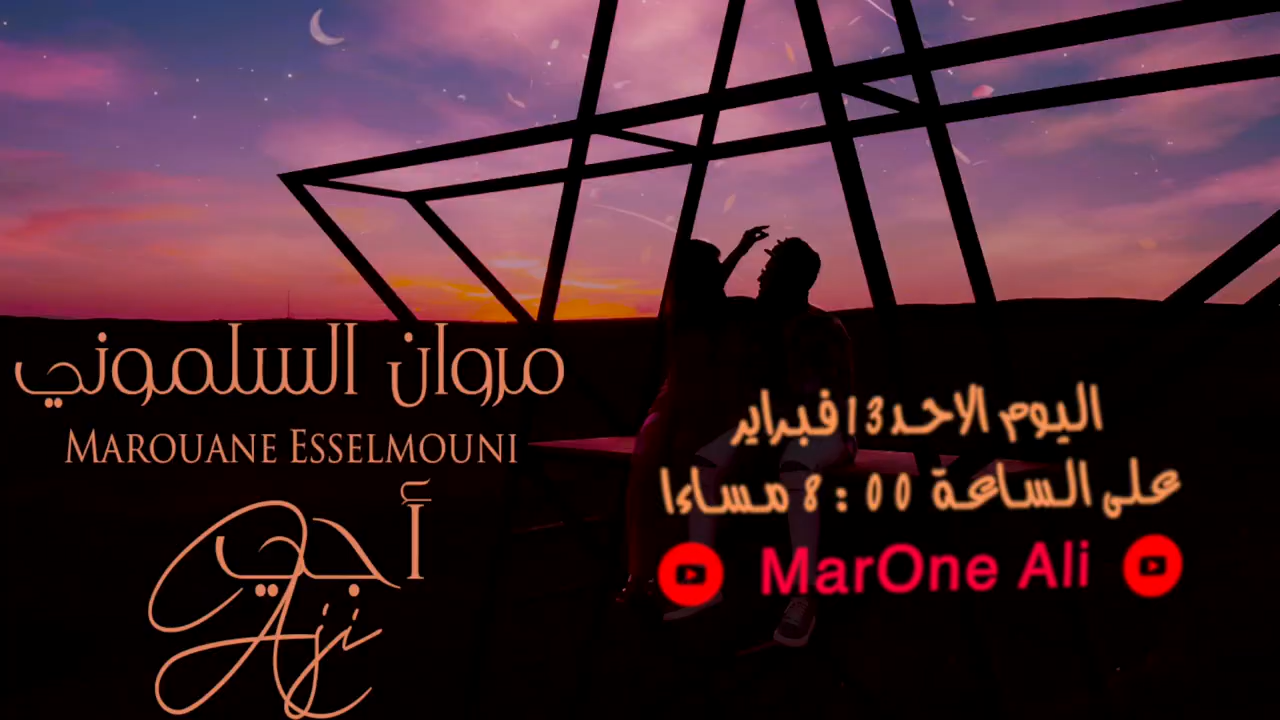 مروان السلموني
MAROUANE ESSELMOUNI
أجي
Aji
اليوم الاحد 13 فبراير
على الساعة 00 : 8 مساءا
MarOne Ali